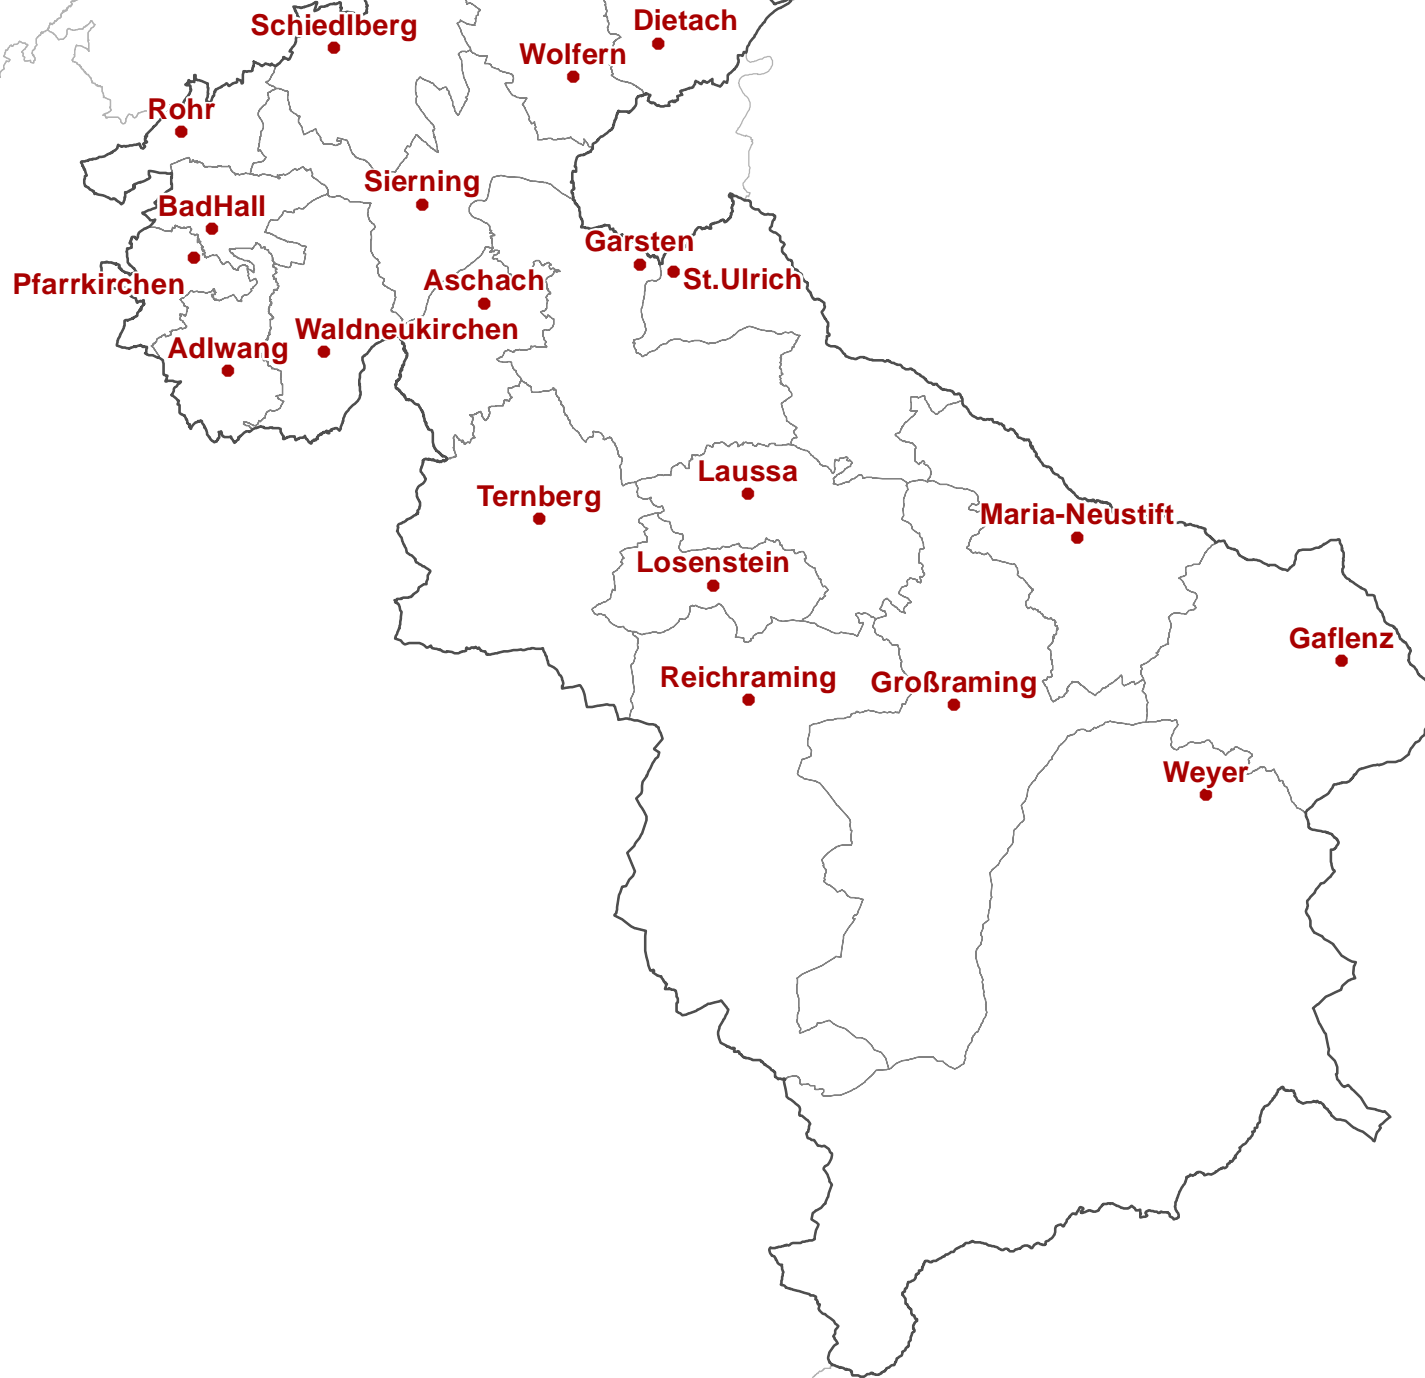 Dietach
Schiedlberg
Wolfern
Rohr
Sierning
BadHall
Garsten
St.Ulrich
Aschach
Pfarrkirchen
Waldneukirchen
Adlwang
Laussa
Ternberg
Maria-Neustift
Losenstein
Gaflenz
Reichraming
Großraming
Weyer